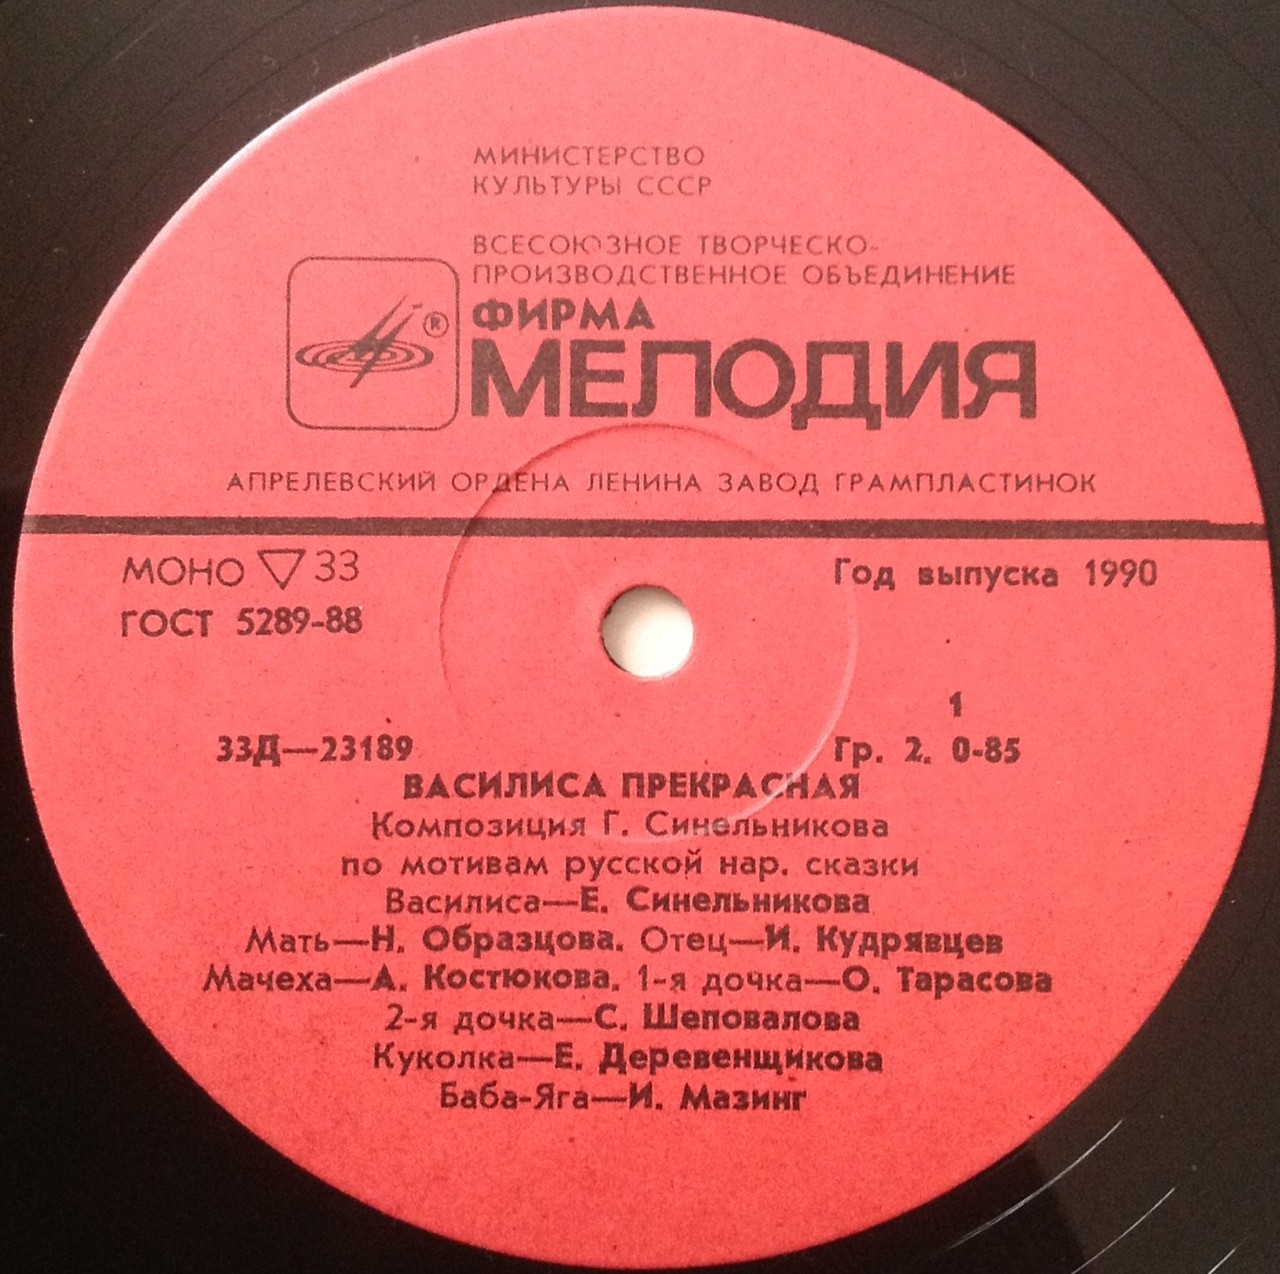 МИНИСТЕРСТВО
КУЛЬТУРЫ СССР
ВСЕСОЮЗНОЕ ТВОРЧЕСКО-
ПРОИЗВОДСТВЕННОЕ ОБЪЕДИНЕНИЕ
ФИРМА
®
МЕЛОДИЯ
АПРЕЛЕВСКИЙ ОРДЕНА ЛЕНИНА ЗАВОД ГРАМПЛАСТИНОК
МОНО ▽ 33
Год выпуска 1990
ГОСТ 5289-88
1
33Д—23189
Гр. 2. 0-85
ВАСИЛИСА ПРЕКРАСНАЯ
Композиция Г. Синельникова
по мотивам русской нар. сказки
Василиса—Е. Синельникова
Мать—Н. Образцова. Отец—И. Кудрявцев
Мачеха—А. Костюкова. 1-я дочка—О. Тарасова
2-я дочка—С. Шеповалова
Куколка—Е. Деревенщикова
Баба-Яга—И. Мазинг